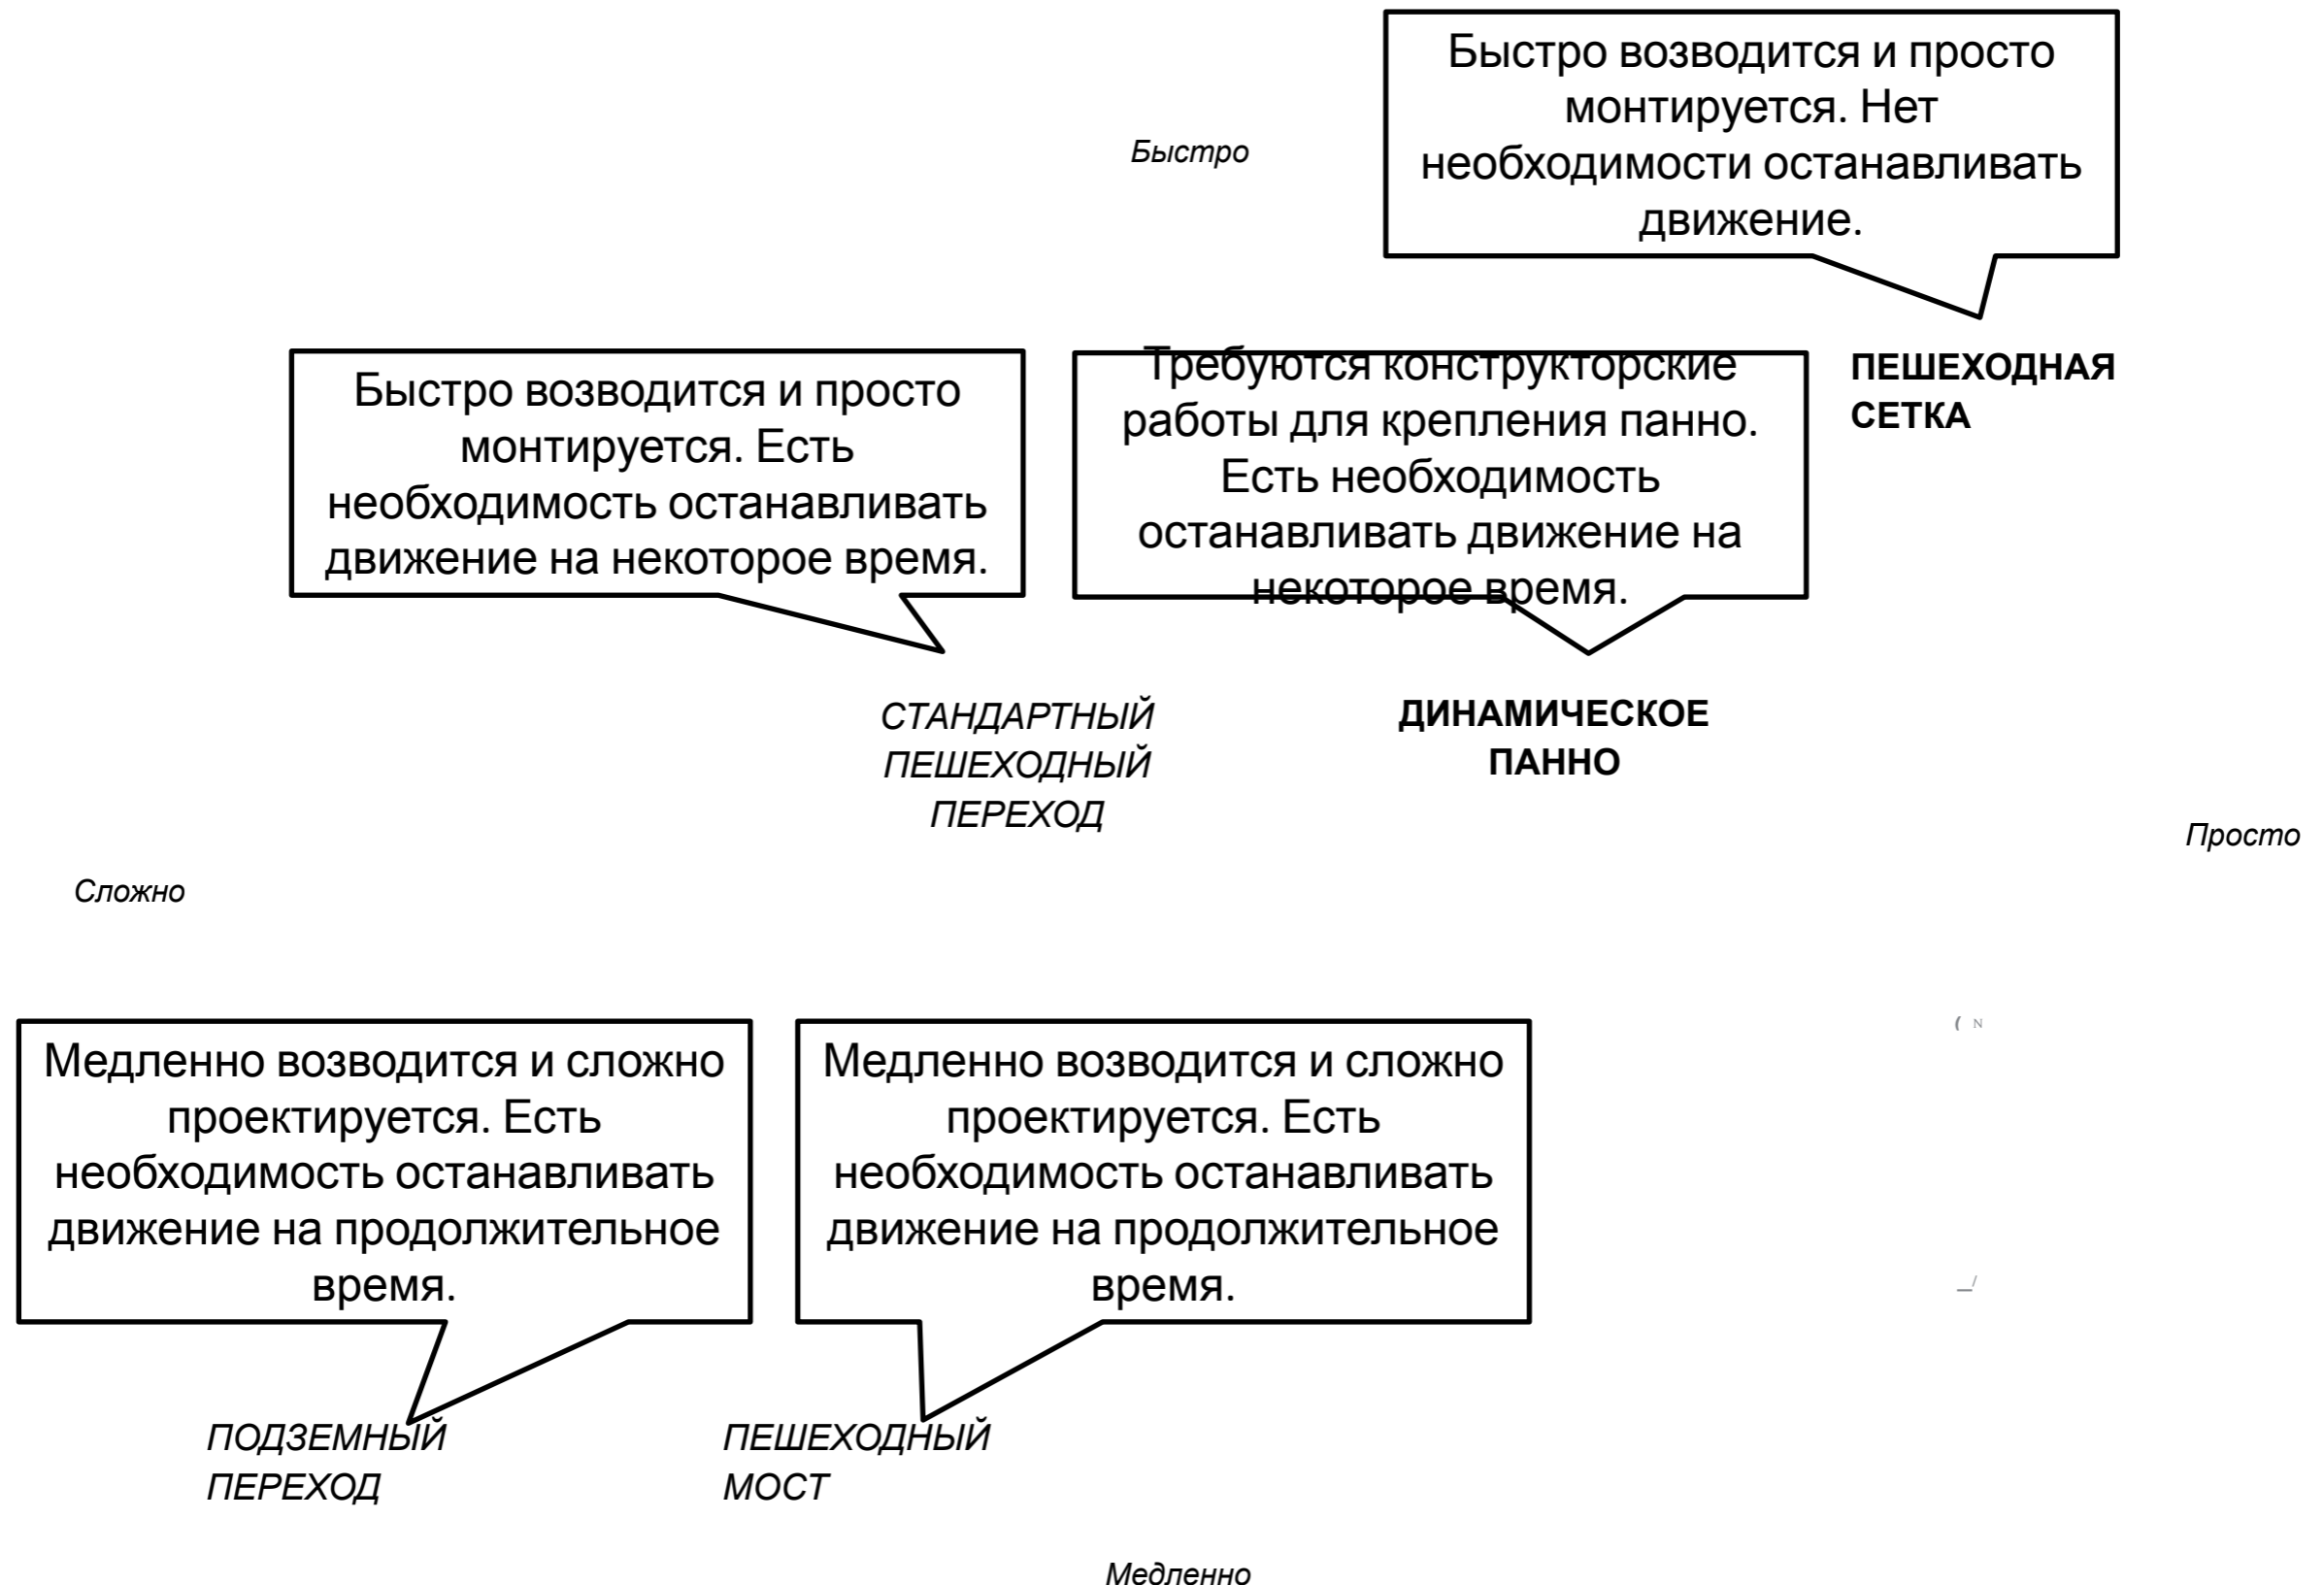 Быстро возводится и просто
монтируется. Нет
необходимости останавливать
движение.
Быстро
ПЕШЕХОДНАЯ
СЕТКА
Быстро возводится и просто
монтируется. Есть
необходимость останавливать
движение на некоторое время.
Требуются конструкторские
работы для крепления панно.
Есть необходимость
останавливать движение на
некоторое время.
СТАНДАРТНЫЙ
ПЕШЕХОДНЫЙ
ПЕРЕХОД
ДИНАМИЧЕСКОЕ
ПАННО
Просто
Сложно
Медленно возводится и сложно
проектируется. Есть
необходимость останавливать
движение на продолжительное
время.
Медленно возводится и сложно
проектируется. Есть
необходимость останавливать
движение на продолжительное
время.
( N
_/
ПОДЗЕМНЫЙ
ПЕРЕХОД
ПЕШЕХОДНЫЙ
МОСТ
Медленно